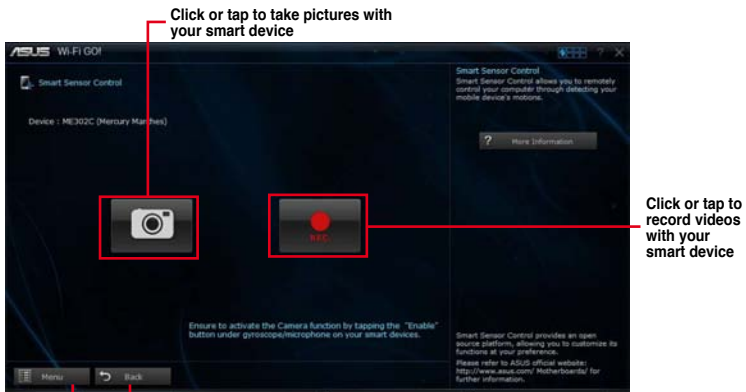 Click or tap to take pictures with
your smart device
ASUS Wi-Fi GO!
? ×
Smart Sensor Control
Device : ME302C (Mercury Manches)
Smart Sensor Control
Smart Sensor Control allows you to remotely
control your computer through detecting your
mobile device's motions.
? More Information
REC
Click or tap to
record videos
with your
smart device
Ensure to activate the Camera function by tapping the "Enable"
button under gyroscope/microphone on your smart devices.
Smart Sensor Control provides an open
source platform, allowing you to customize its
functions at your preference.
Please refer to ASUS official website:
http://www.asus.com/ Motherboards/ for
further information.
Menu
Back